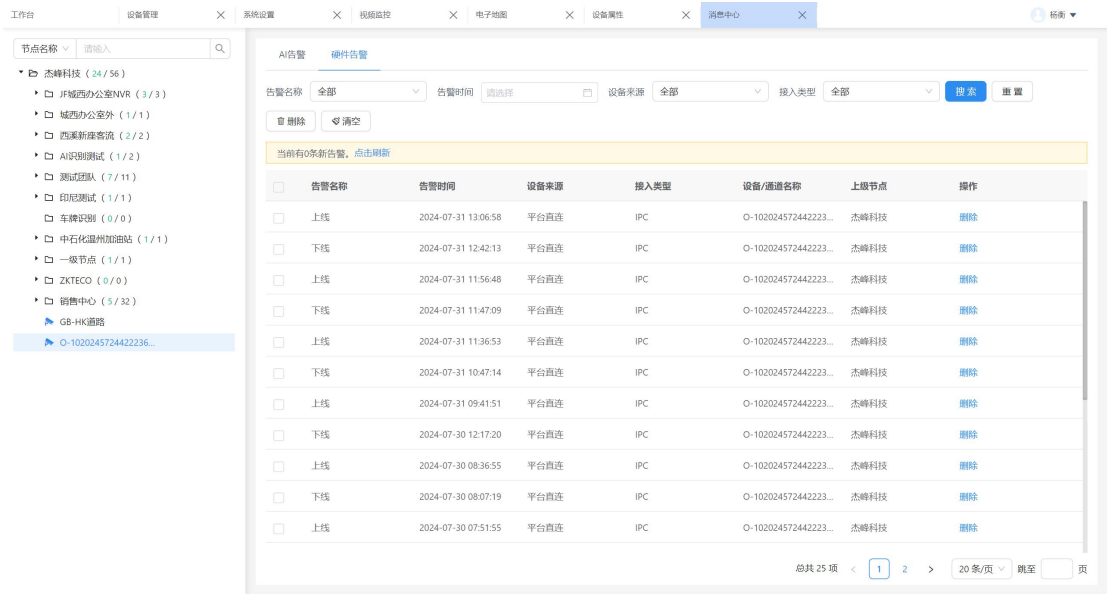 工作台 设备管理 系统设置 视频监控 电子地图 设备属性 消息中心 杨衡
节点名称 请输入
杰峰科技 ( 24 / 56 )
JF城西办公室NVR ( 3 / 3 )
城西办公室外 ( 1 / 1 )
西溪新座客流 ( 2 / 2 )
AI识别测试 ( 1 / 2 )
测试团队 ( 7 / 11 )
印尼测试 ( 1 / 1 )
车牌识别 ( 0 / 0 )
中石化温州加油站 ( 1 / 1 )
一级节点 ( 1 / 1 )
ZKTECO ( 0 / 0 )
销售中心 ( 5 / 32 )
GB-HK道路
O-1020245724422236...
AI告警 硬件告警
告警名称 全部 告警时间 请选择 设备来源 全部 接入类型 全部 搜索 重置
删除 清空
当前有0条新告警。点击刷新
告警名称 告警时间 设备来源 接入类型 设备/通道名称 上级节点 操作
上线 2024-07-31 13:06:58 平台直连 IPC O-102024572442223... 杰峰科技 删除
下线 2024-07-31 12:42:13 平台直连 IPC O-102024572442223... 杰峰科技 删除
上线 2024-07-31 11:56:48 平台直连 IPC O-102024572442223... 杰峰科技 删除
下线 2024-07-31 11:47:09 平台直连 IPC O-102024572442223... 杰峰科技 删除
上线 2024-07-31 11:36:53 平台直连 IPC O-102024572442223... 杰峰科技 删除
下线 2024-07-31 10:47:14 平台直连 IPC O-102024572442223... 杰峰科技 删除
上线 2024-07-31 09:41:51 平台直连 IPC O-102024572442223... 杰峰科技 删除
下线 2024-07-30 12:17:20 平台直连 IPC O-102024572442223... 杰峰科技 删除
上线 2024-07-30 08:36:55 平台直连 IPC O-102024572442223... 杰峰科技 删除
下线 2024-07-30 08:07:19 平台直连 IPC O-102024572442223... 杰峰科技 删除
上线 2024-07-30 07:51:55 平台直连 IPC O-102024572442223... 杰峰科技 删除
总共 25 项 < 1 2 > 20 条/页 跳至 页